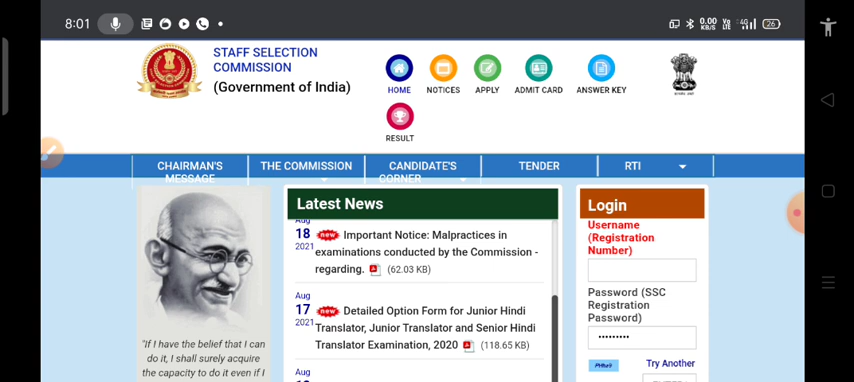 8:01
0.00 KB/S Vo LTE 4G 26
STAFF SELECTION
COMMISSION
(Government of India)
HOME NOTICES APPLY ADMIT CARD ANSWER KEY
RESULT
CHAIRMAN'S MESSAGE THE COMMISSION CANDIDATE'S CORNER TENDER RTI
Latest News
Aug
18
2021
new Important Notice: Malpractices in
examinations conducted by the Commission -
regarding. (62.03 KB)
Aug
17
2021
new Detailed Option Form for Junior Hindi
Translator, Junior Translator and Senior Hindi
Translator Examination, 2020 (118.65 KB)
Aug
Login
Username
(Registration
Number)
Password (SSC
Registration
Password)
•••••••••
Try Another
"If I have the belief that I can
do it, I shall surely acquire
the capacity to do it even if I